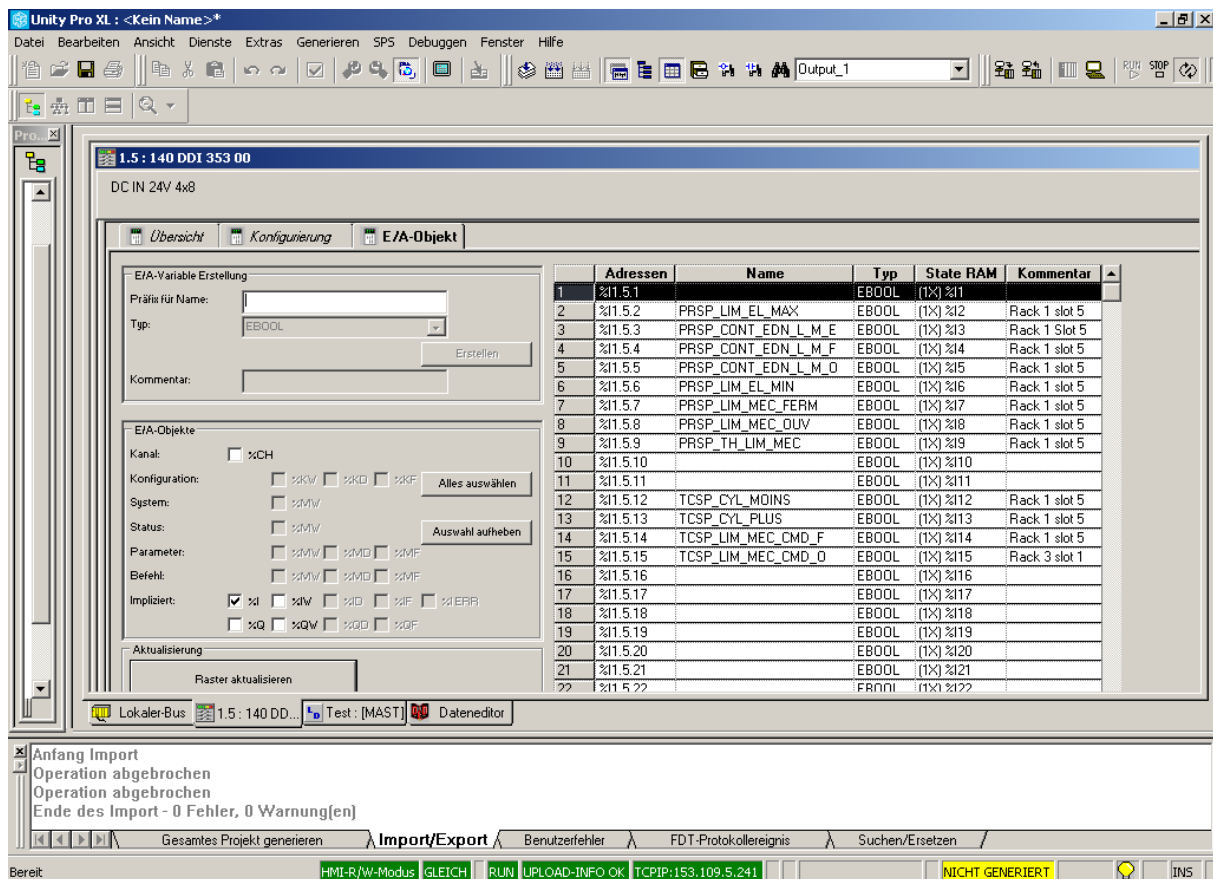 Unity Pro XL : <Kein Name>*
Datei Bearbeiten Ansicht Dienste Extras Generieren SPS Debuggen Fenster Hilfe
Output_1
RUN STOP
Pro...
1.5 : 140 DDI 353 00
DC IN 24V 4x8
Übersicht Konfigurierung E/A-Objekt
E/A-Variable Erstellung
Präfix für Name:
Typ: EBOOL
Erstellen
Kommentar:
E/A-Objekte
Kanal: %CH
Konfiguration: %KW %KD %KF Alles auswählen
System: %MW
Status: %MW Auswahl aufheben
Parameter: %MW %MD %MF
Befehl: %MW %MD %MF
Impliziert: %I %IW %ID %IF %IERR
%Q %QW %QD %QF
Aktualisierung
Raster aktualisieren
Adressen Name Typ State RAM Kommentar
1 %I1.5.1 EBOOL (1X) %I1
2 %I1.5.2 PRSP_LIM_EL_MAX EBOOL (1X) %I2 Rack 1 slot 5
3 %I1.5.3 PRSP_CONT_EDN_L_M_E EBOOL (1X) %I3 Rack 1 Slot 5
4 %I1.5.4 PRSP_CONT_EDN_L_M_F EBOOL (1X) %I4 Rack 1 slot 5
5 %I1.5.5 PRSP_CONT_EDN_L_M_O EBOOL (1X) %I5 Rack 1 slot 5
6 %I1.5.6 PRSP_LIM_EL_MIN EBOOL (1X) %I6 Rack 1 slot 5
7 %I1.5.7 PRSP_LIM_MEC_FERM EBOOL (1X) %I7 Rack 1 slot 5
8 %I1.5.8 PRSP_LIM_MEC_OUV EBOOL (1X) %I8 Rack 1 slot 5
9 %I1.5.9 PRSP_TH_LIM_MEC EBOOL (1X) %I9 Rack 1 slot 5
10 %I1.5.10 EBOOL (1X) %I10
11 %I1.5.11 EBOOL (1X) %I11
12 %I1.5.12 TCSP_CYL_MOINS EBOOL (1X) %I12 Rack 1 slot 5
13 %I1.5.13 TCSP_CYL_PLUS EBOOL (1X) %I13 Rack 1 slot 5
14 %I1.5.14 TCSP_LIM_MEC_CMD_F EBOOL (1X) %I14 Rack 1 slot 5
15 %I1.5.15 TCSP_LIM_MEC_CMD_O EBOOL (1X) %I15 Rack 3 slot 1
16 %I1.5.16 EBOOL (1X) %I16
17 %I1.5.17 EBOOL (1X) %I17
18 %I1.5.18 EBOOL (1X) %I18
19 %I1.5.19 EBOOL (1X) %I19
20 %I1.5.20 EBOOL (1X) %I20
21 %I1.5.21 EBOOL (1X) %I21
22 %I1.5.22 EBOOL (1X) %I22
Lokaler-Bus 1.5 : 140 DD... Test : [MAST] Dateneditor
Anfang Import
Operation abgebrochen
Operation abgebrochen
Ende des Import - 0 Fehler, 0 Warnung(en)
Gesamtes Projekt generieren Import/Export Benutzerfehler FDT-Protokollereignis Suchen/Ersetzen
Bereit HMI-R/W-Modus GLEICH RUN UPLOAD-INFO OK TCPIP:153.109.5.241 NICHT GENERIERT INS